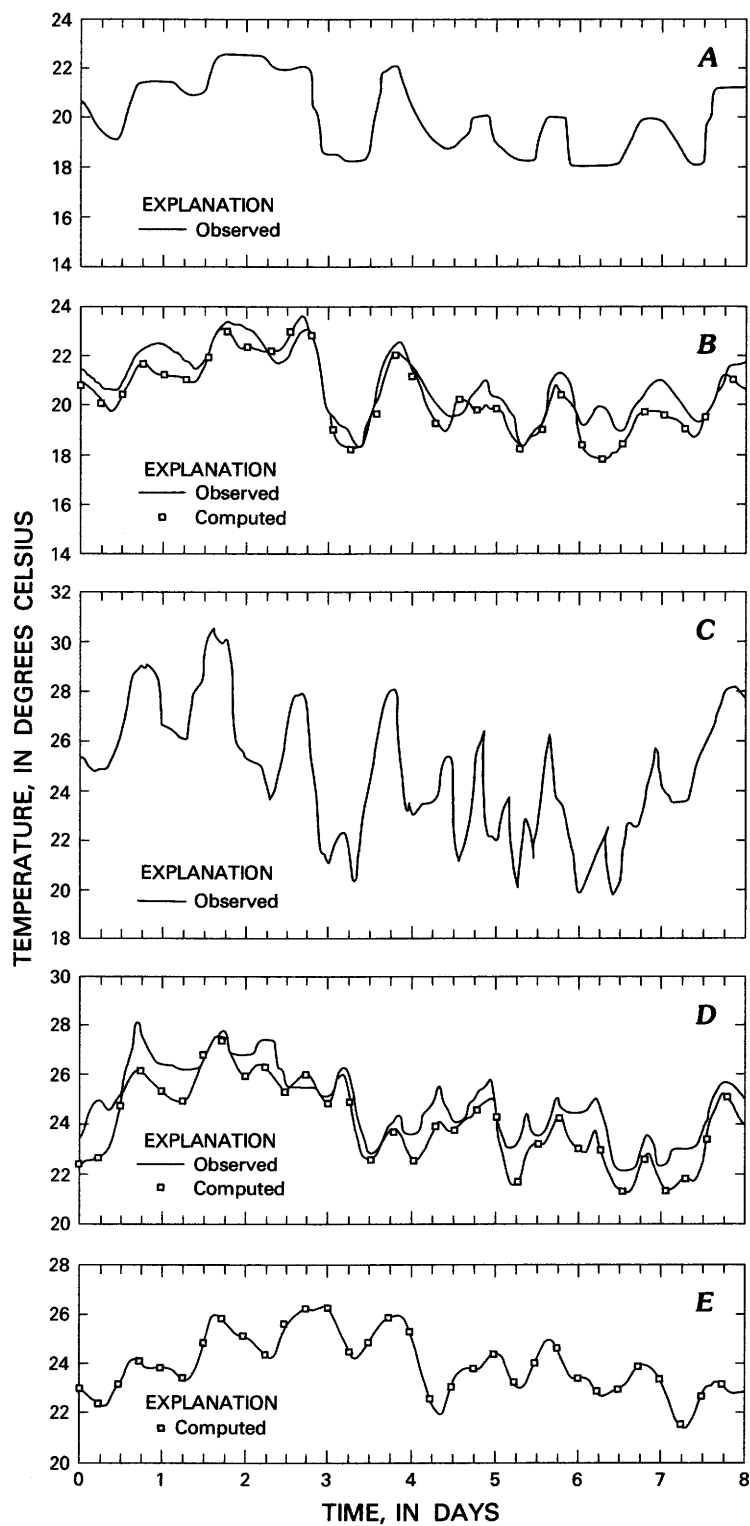 TEMPERATURE, IN DEGREES CELSIUS
24
A
22
20
18
16
14
EXPLANATION
Observed
24
B
22
20
18
16
14
EXPLANATION
Observed
Computed
32
C
30
28
26
24
22
20
18
EXPLANATION
Observed
30
D
28
26
24
22
20
EXPLANATION
Observed
Computed
28
E
26
24
22
20
EXPLANATION
Computed
0 1 2 3 4 5 6 7 8
TIME, IN DAYS